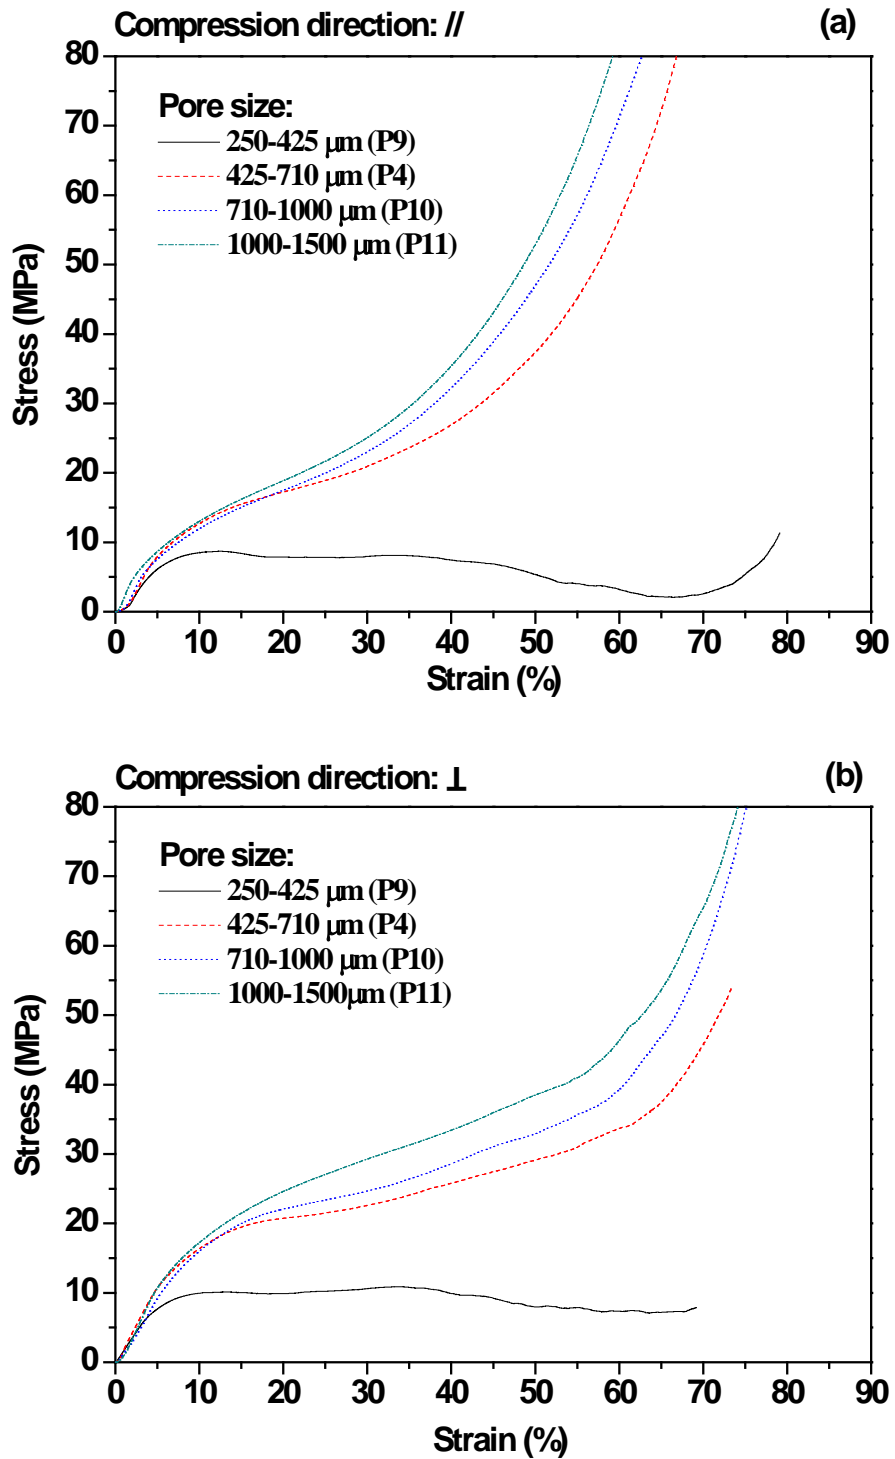 Compression direction: // (a)
80
70
60
50
40
30
20
10
0
Stress (MPa)
Pore size:
250-425 μm (P9)
425-710 μm (P4)
710-1000 μm (P10)
1000-1500 μm (P11)
0 10 20 30 40 50 60 70 80 90
Strain (%)
Compression direction: ⊥ (b)
80
70
60
50
40
30
20
10
0
Stress (MPa)
Pore size:
250-425 μm (P9)
425-710 μm (P4)
710-1000 μm (P10)
1000-1500μm (P11)
0 10 20 30 40 50 60 70 80 90
Strain (%)